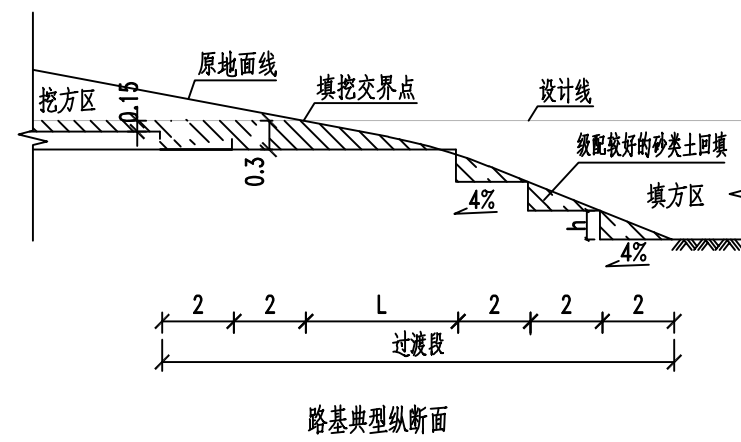 原地面线
挖方区
0.15
填挖交界点
设计线
0.3
级配较好的砂类土回填
填方区
4%
h
4%
2
2
L
2
2
2
过渡段
路基典型纵断面